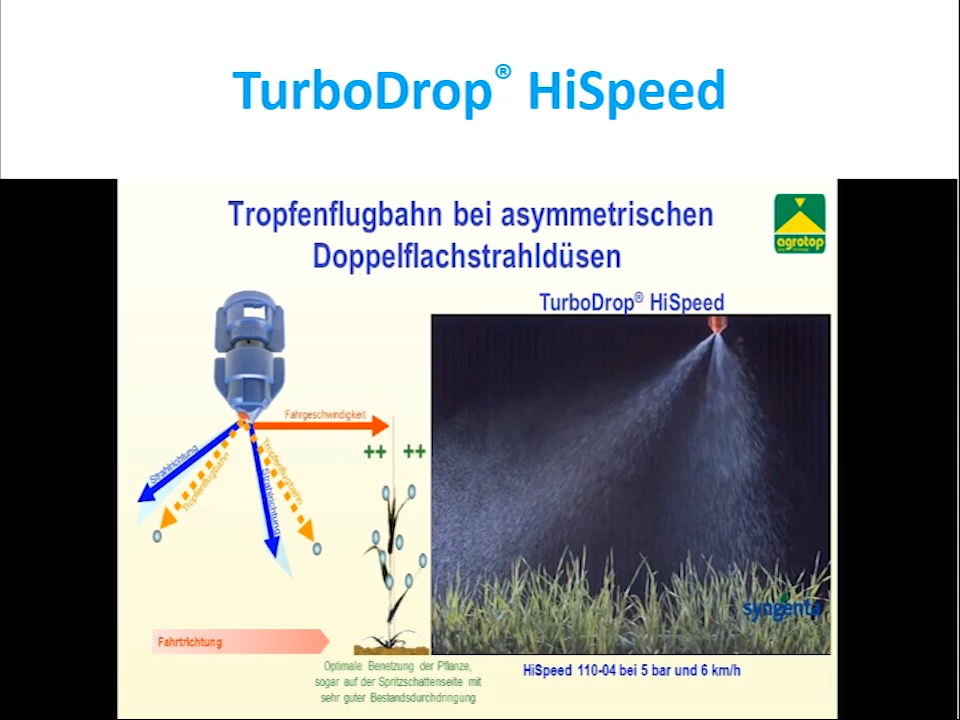 TurboDrop® HiSpeed
Tropfenflugbahn bei asymmetrischen
Doppelflachstrahldüsen
agrotop
TurboDrop® HiSpeed
Fahrgeschwindigkeit
++ ++
Strahlrichtung
Tropfenflugbahn
Tropfenflugbahn
Strahlrichtung
syngenta
Fahrtrichtung
Optimale Benetzung der Pflanze,
sogar auf der Spritzschattenseite mit
sehr guter Bestandsdurchdringung
HiSpeed 110-04 bei 5 bar und 6 km/h